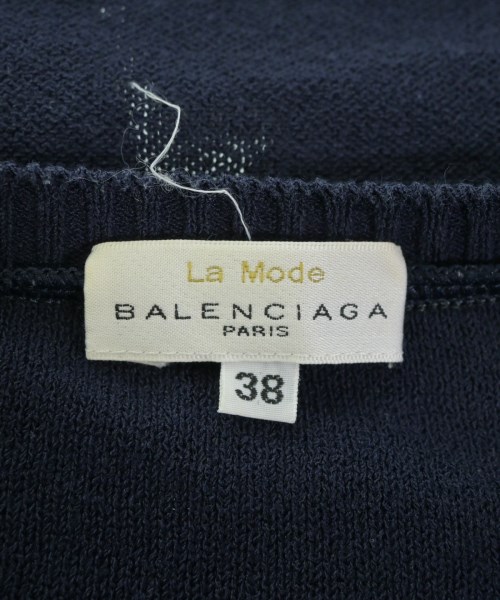 La Mode
BALENCIAGA
PARIS
38